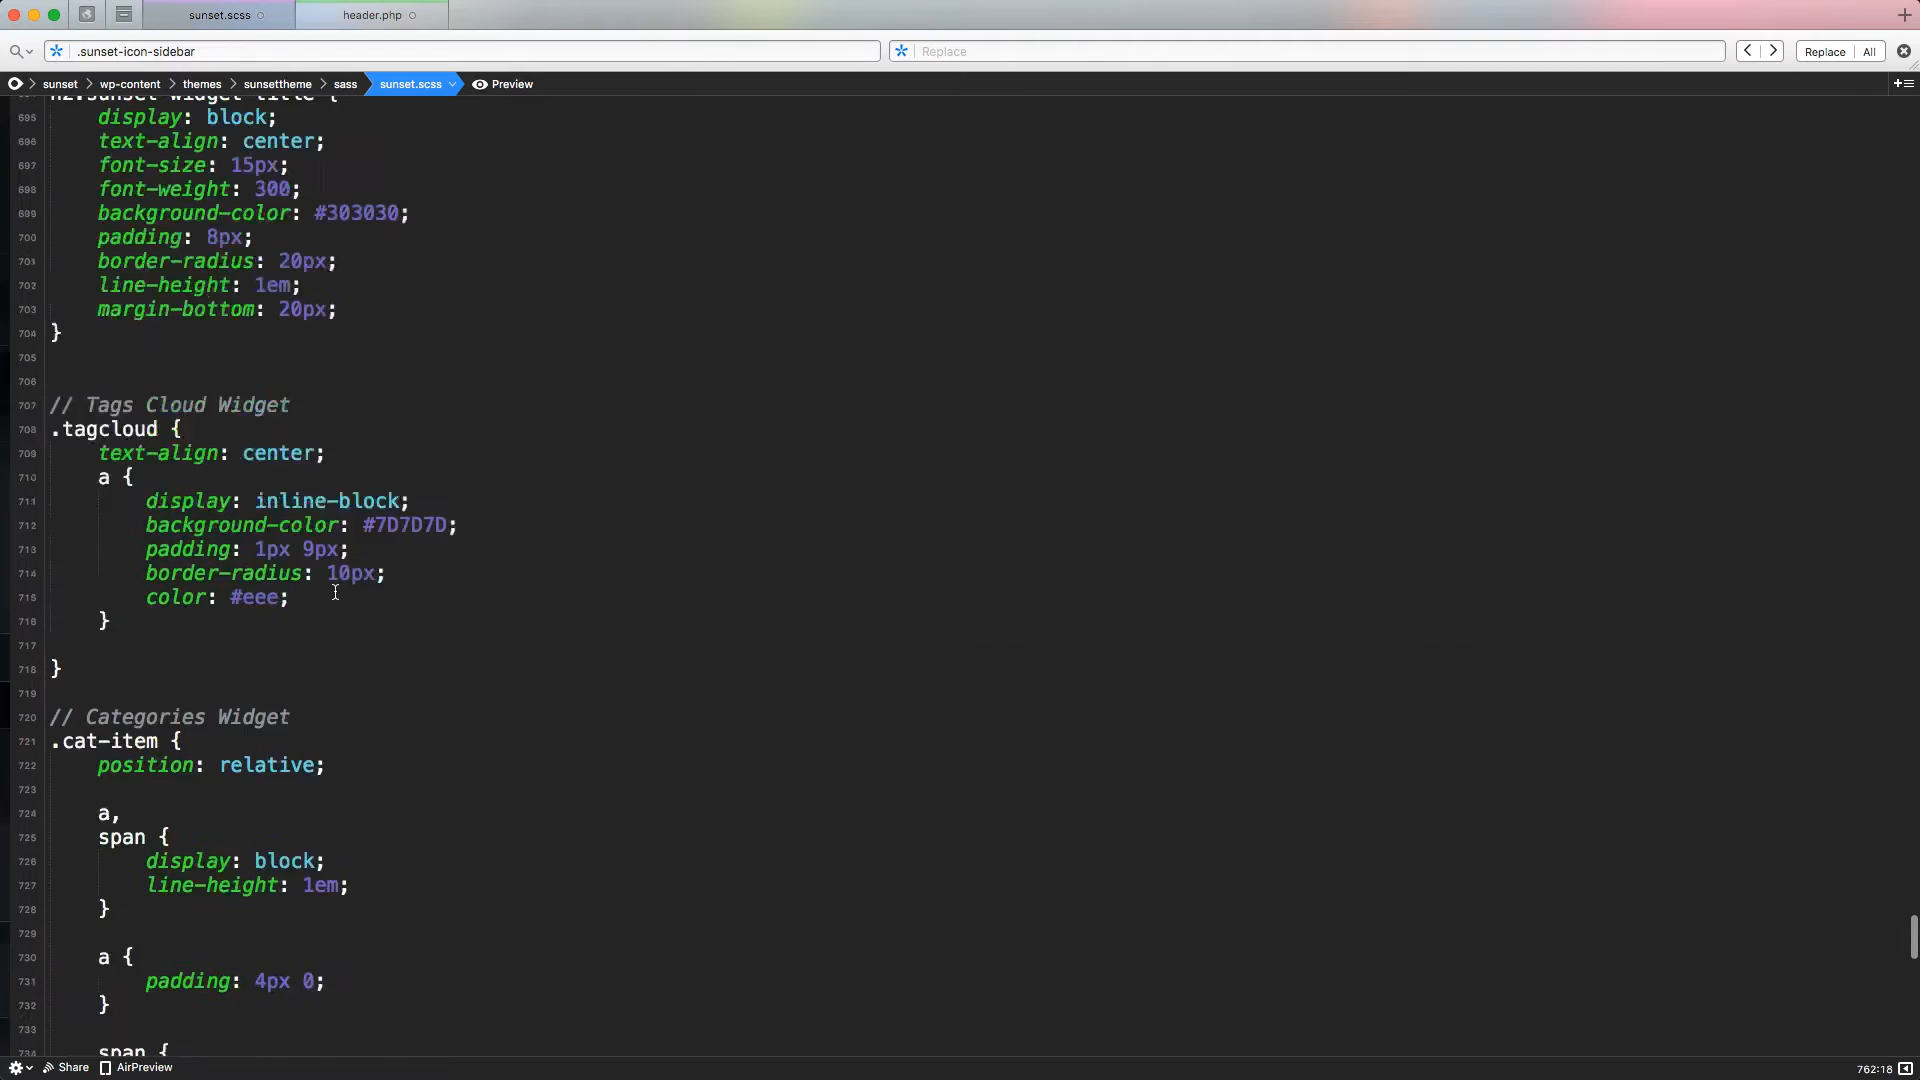 sunset.scss
header.php
.sunset-icon-sidebar
Replace
Replace
All
sunset
wp-content
themes
sunsettheme
sass
sunset.scss
Preview
695 display: block;
696 text-align: center;
697 font-size: 15px;
698 font-weight: 300;
699 background-color: #303030;
700 padding: 8px;
701 border-radius: 20px;
702 line-height: 1em;
703 margin-bottom: 20px;
704 }
705
706
707 // Tags Cloud Widget
708 .tagcloud {
709 text-align: center;
710 a {
711 display: inline-block;
712 background-color: #7D7D7D;
713 padding: 1px 9px;
714 border-radius: 10px;
715 color: #eee;
716 }
717
718 }
719
720 // Categories Widget
721 .cat-item {
722 position: relative;
723
724 a,
725 span {
726 display: block;
727 line-height: 1em;
728 }
729
730 a {
731 padding: 4px 0;
732 }
733
734 span {
Share
AirPreview
762:18